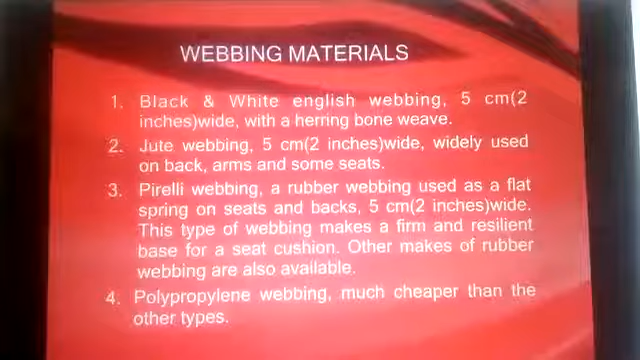 WEBBING MATERIALS
1. Black & White english webbing, 5 cm(2
inches)wide, with a herring bone weave.
2. Jute webbing, 5 cm(2 inches)wide, widely used
on back, arms and some seats.
3. Pirelli webbing, a rubber webbing used as a flat
spring on seats and backs, 5 cm(2 inches)wide.
This type of webbing makes a firm and resilient
base for a seat cushion. Other makes of rubber
webbing are also available.
4. Polypropylene webbing, much cheaper than the
other types.